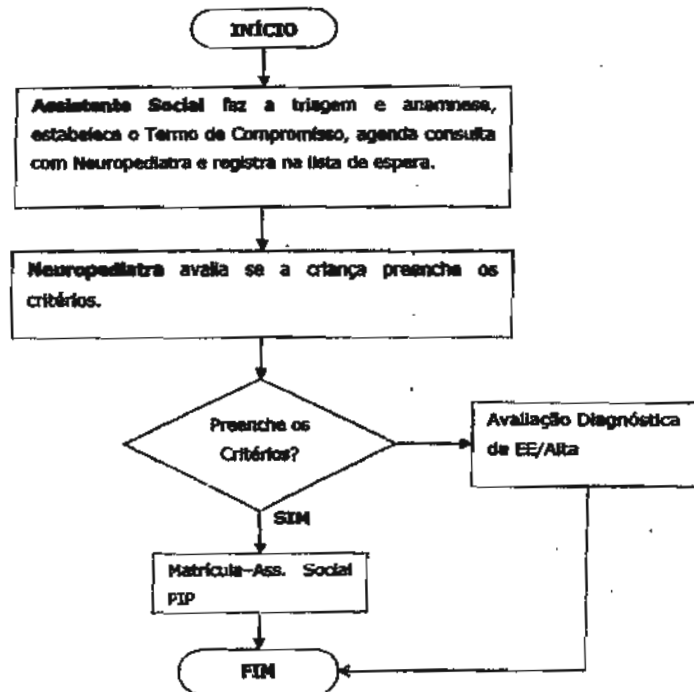 INÍCIO
Assistente Social faz a triagem e anamnese,
estabelece o Termo de Compromisso, agenda consulta
com Neuropediatra e registra na lista de espera.
Neuropediatra avalia se a criança preenche os
critérios.
Preenche os
Critérios?
Avaliação Diagnóstica
da EE/Alta
SIM
Matrícula-Ass. Social
PIP
FIM